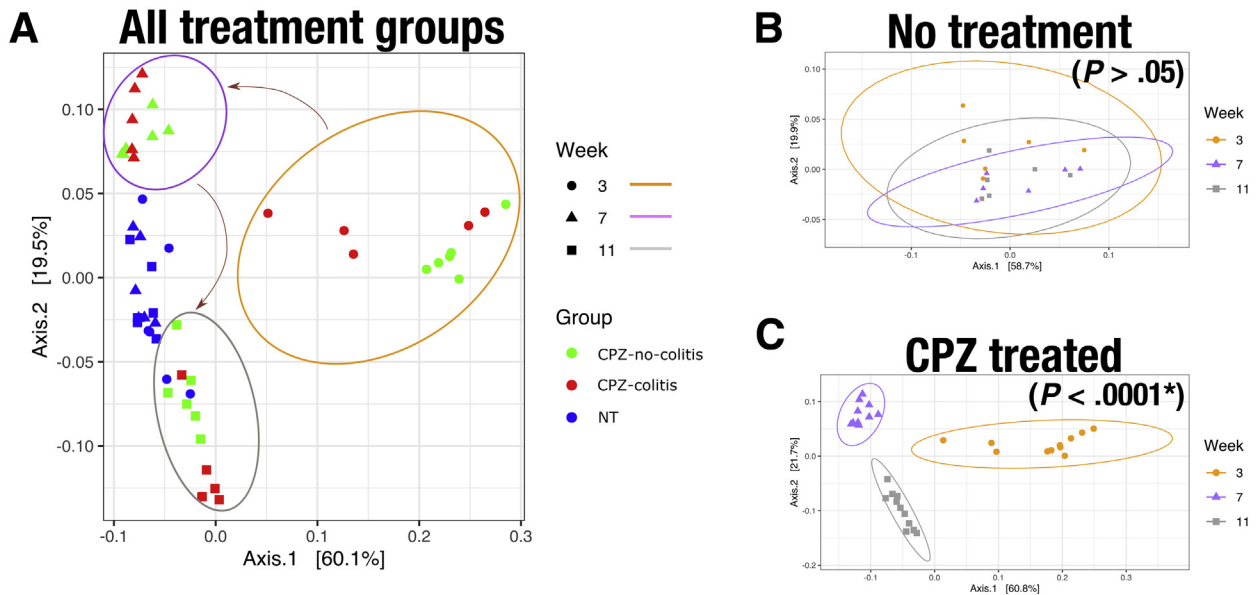 A
All treatment groups
0.10
0.05
0.00
-0.05
-0.10
Axis.2 [19.5%]
-0.1
0.0
0.1
0.2
0.3
Axis.1 [60.1%]
Week
3
7
11
Group
CPZ-no-colitis
CPZ-colitis
NT
B
No treatment
(P > .05)
0.10
0.05
0.00
-0.05
Axis.2 [19.9%]
-0.1
0.0
0.1
Axis.1 [58.7%]
Week
3
7
11
C
CPZ treated
(P < .0001*)
0.1
0.0
-0.1
-0.2
Axis.2 [21.7%]
-0.1
0.0
0.1
0.2
0.3
Axis.1 [60.8%]
Week
3
7
11